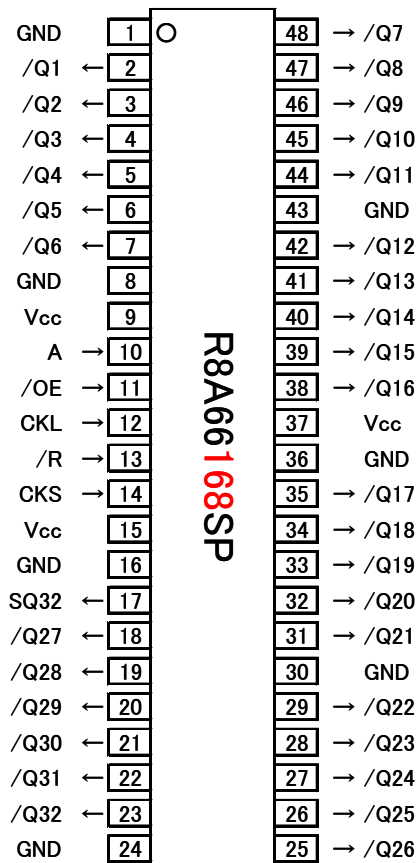 GND 1 48 → /Q7
/Q1 ← 2 47 → /Q8
/Q2 ← 3 46 → /Q9
/Q3 ← 4 45 → /Q10
/Q4 ← 5 44 → /Q11
/Q5 ← 6 43 GND
/Q6 ← 7 42 → /Q12
GND 8 41 → /Q13
Vcc 9 40 → /Q14
A → 10 39 → /Q15
/OE → 11 38 → /Q16
CKL → 12 37 Vcc
/R → 13 36 GND
CKS → 14 35 → /Q17
Vcc 15 34 → /Q18
GND 16 33 → /Q19
SQ32 ← 17 32 → /Q20
/Q27 ← 18 31 → /Q21
/Q28 ← 19 30 GND
/Q29 ← 20 29 → /Q22
/Q30 ← 21 28 → /Q23
/Q31 ← 22 27 → /Q24
/Q32 ← 23 26 → /Q25
GND 24 25 → /Q26
R8A66168SP